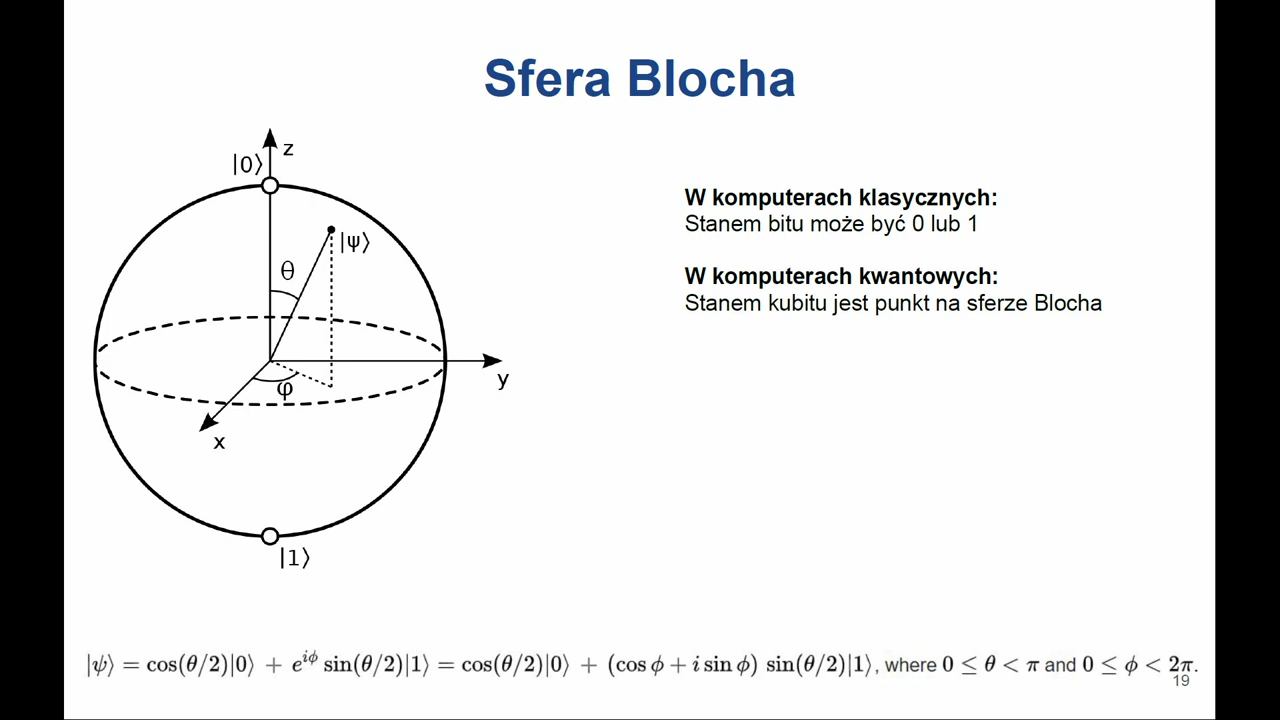 Sfera Blocha
z
|0⟩
|ψ⟩
θ
y
φ
x
|1⟩
W komputerach klasycznych:
Stanem bitu może być 0 lub 1
W komputerach kwantowych:
Stanem kubitu jest punkt na sferze Blocha
|ψ⟩ = cos(θ/2)|0⟩ + e^{iϕ} sin(θ/2)|1⟩ = cos(θ/2)|0⟩ + (cos ϕ + i sin ϕ) sin(θ/2)|1⟩, where 0 ≤ θ < π and 0 ≤ ϕ < 2π.
19